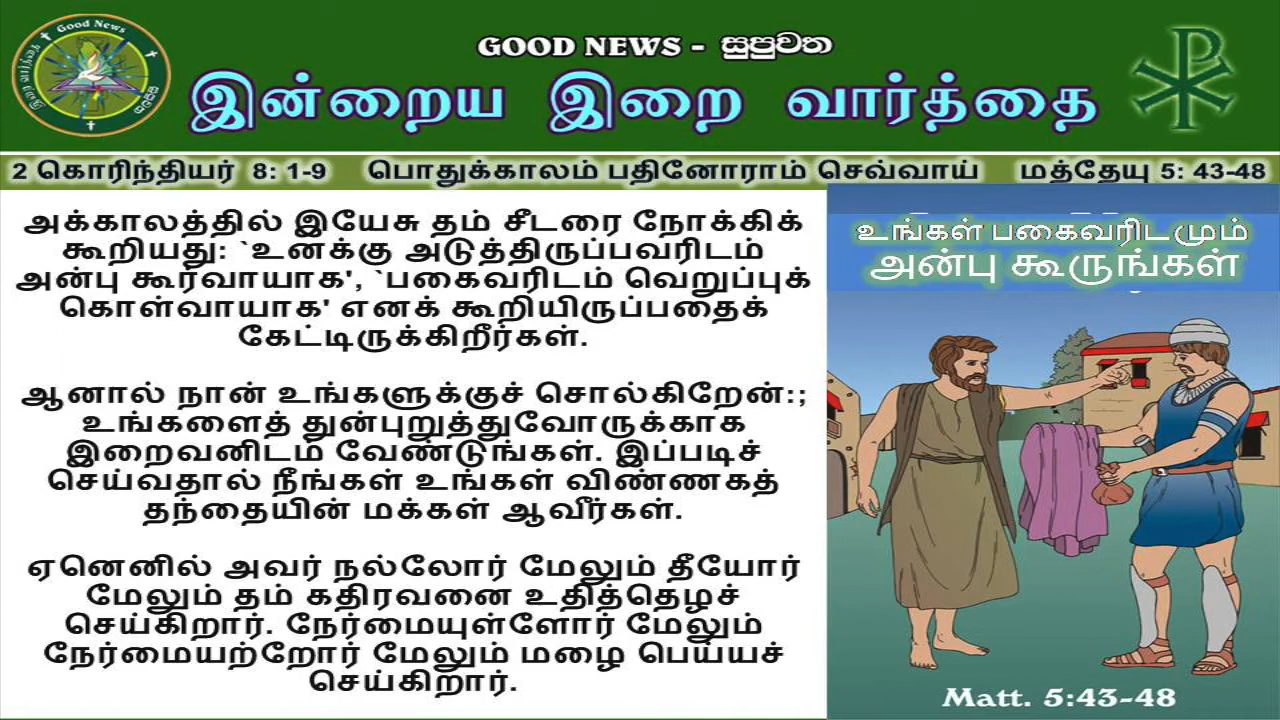 Good News
GOOD NEWS - සුපුවත
இன்றைய இறை வார்த்தை
2 கொரிந்தியர் 8: 1-9 பொதுக்காலம் பதினோராம் செவ்வாய் மத்தேயு 5: 43-48
அக்காலத்தில் இயேசு தம் சீடரை நோக்கிக்
கூறியது: `உனக்கு அடுத்திருப்பவரிடம்
அன்பு கூர்வாயாக', `பகைவரிடம் வெறுப்புக்
கொள்வாயாக' எனக் கூறியிருப்பதைக்
கேட்டிருக்கிறீர்கள்.
ஆனால் நான் உங்களுக்குச் சொல்கிறேன்:;
உங்களைத் துன்புறுத்துவோருக்காக
இறைவனிடம் வேண்டுங்கள். இப்படிச்
செய்வதால் நீங்கள் உங்கள் விண்ணகத்
தந்தையின் மக்கள் ஆவீர்கள்.
ஏனெனில் அவர் நல்லோர் மேலும் தீயோர்
மேலும் தம் கதிரவனை உதித்தெழச்
செய்கிறார். நேர்மையுள்ளோர் மேலும்
நேர்மையற்றோர் மேலும் மழை பெய்யச்
செய்கிறார்.
உங்கள் பகைவரிடமும்
அன்பு கூருங்கள்
Matt. 5:43-48